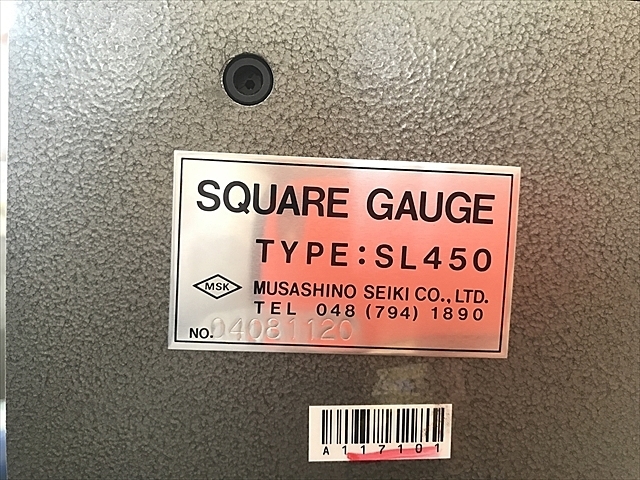 SQUARE GAUGE
TYPE:SL450
MSK
MUSASHINO SEIKI CO., LTD.
TEL 048 (794) 1890
NO. 04081120
A117101